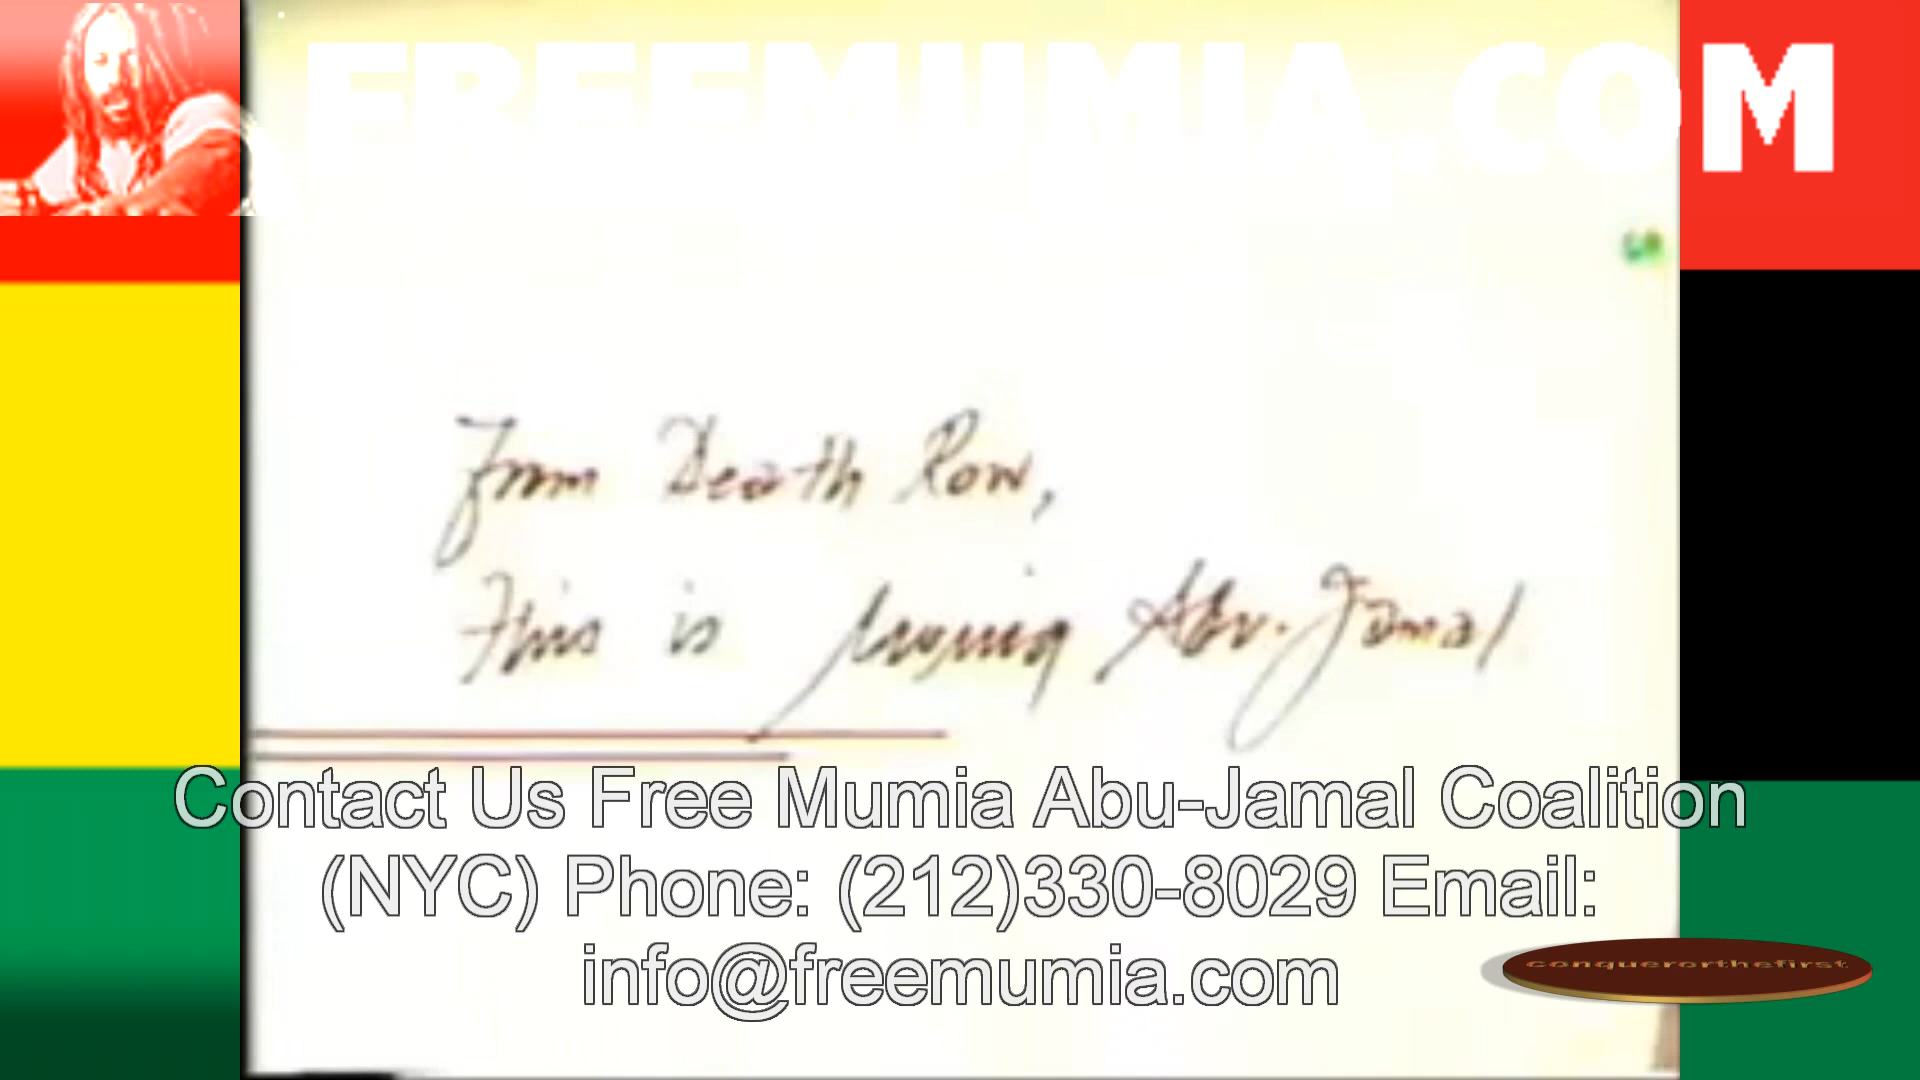 FREEMUMIA.COM
From Death Row,
This is Mumia Abu-Jamal
Contact Us Free Mumia Abu-Jamal Coalition
(NYC) Phone: (212)330-8029 Email:
info@freemumia.com
conquerorthefirst